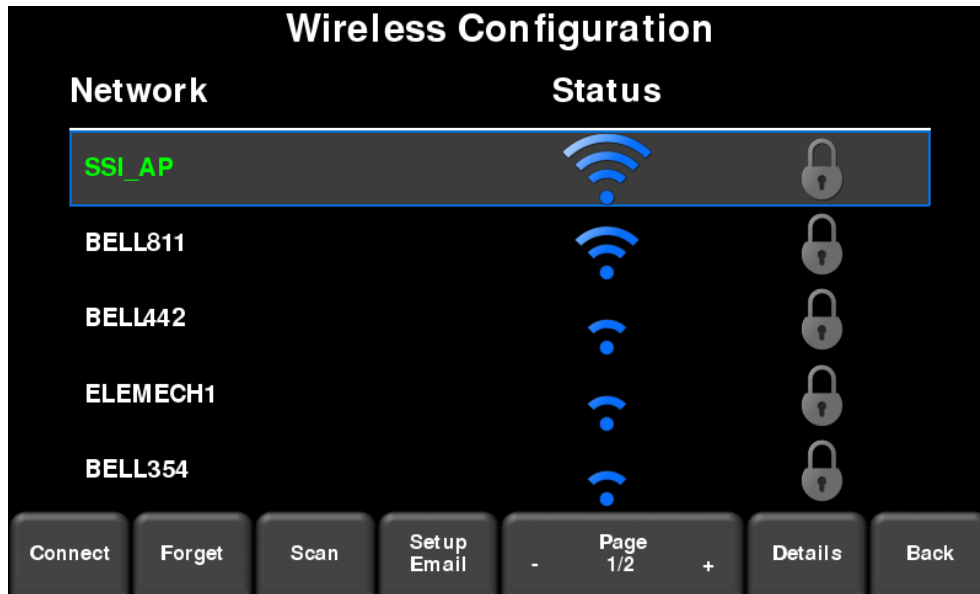 Wireless Configuration
Network Status
SSI_AP
BELL811
BELL442
ELEMECH1
BELL354
Connect
Forget
Scan
Setup
Email
Page
- 1/2 +
Details
Back